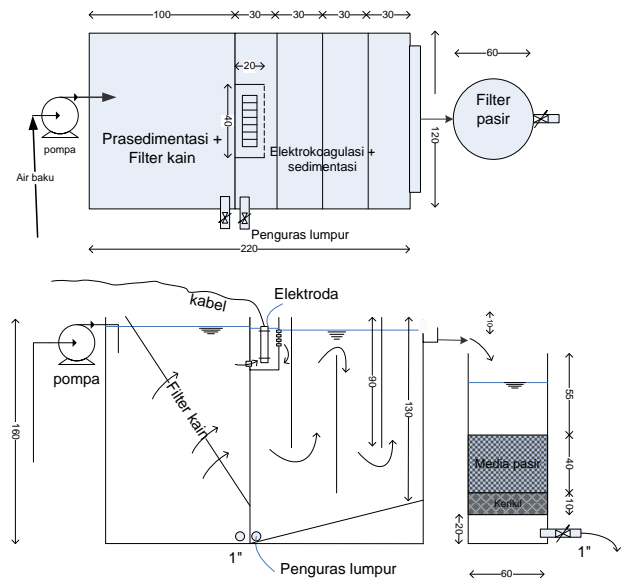 100
30
30
30
30
20
40
60
120
pompa
Air baku
Prasedimentasi +
Filter kain
Elektrokoagulasi +
sedimentasi
Filter
pasir
Penguras lumpur
220
kabel
Elektroda
10
pompa
Filter kain
160
90
130
55
Media pasir
40
Kerikil
10
20
1"
Penguras lumpur
1"
60